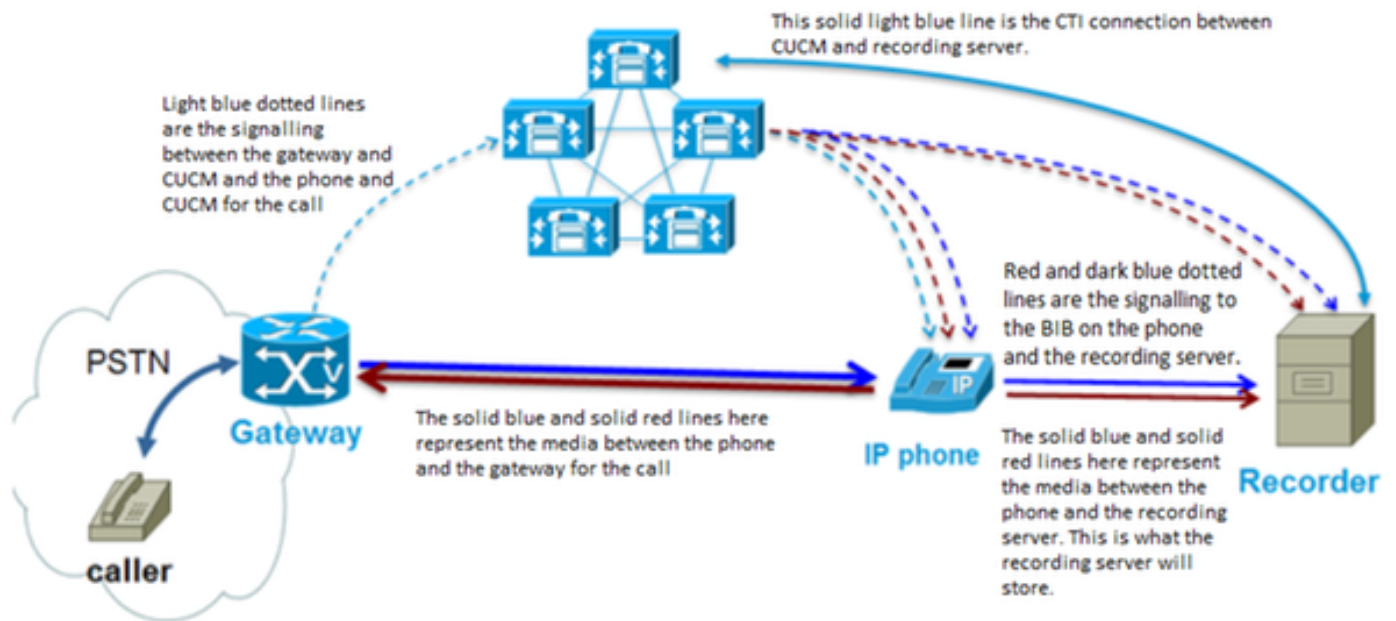 This solid light blue line is the CTI connection between
CUCM and recording server.
Light blue dotted lines
are the signalling
between the gateway and
CUCM and the phone and
CUCM for the call
Red and dark blue dotted
lines are the signalling to
the BIB on the phone
and the recording server.
PSTN
V
IP
Gateway
The solid blue and solid red lines here
represent the media between the phone
and the gateway for the call
IP phone
The solid blue and solid
red lines here represent
the media between the
phone and the recording
server. This is what the
recording server will
store.
Recorder
caller